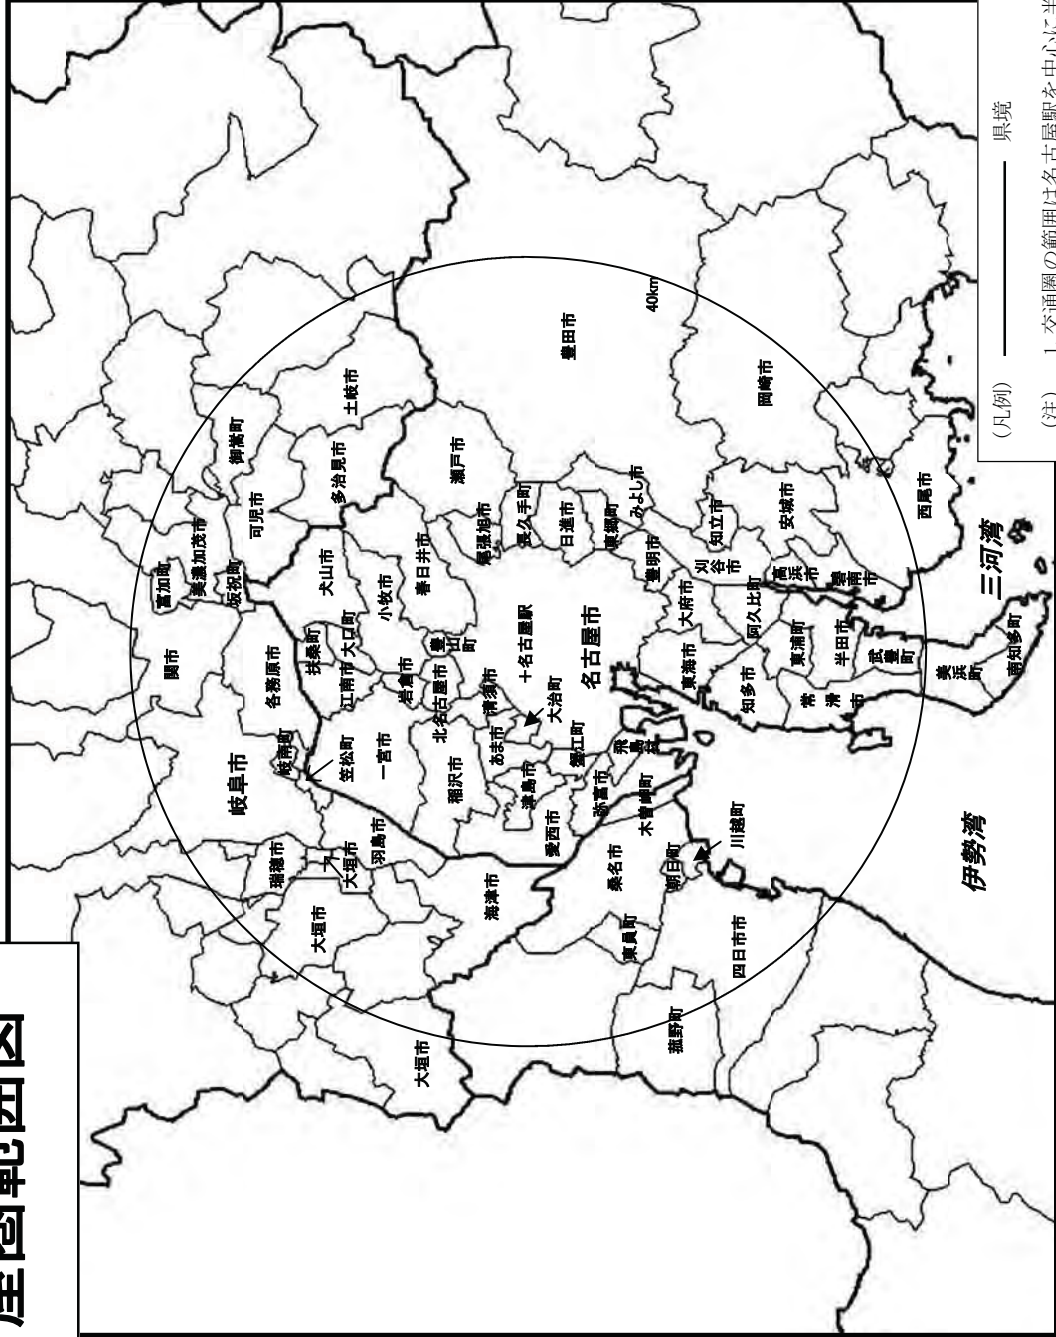 圏範囲図
関市
富加町
美濃加茂市
坂祝町
岐阜市
御嵩町
可児市
各務原市
瑞穂市
岐南町
大垣市
扶桑町
犬山市
多治見市
土岐市
笠松町
江南市
大口町
大垣市
羽島市
一宮市
小牧市
岩倉市
春日井市
大垣市
北名古屋市
豊山町
稲沢市
瀬戸市
尾張旭市
清須市
あま市
海津市
長久手町
名古屋駅
津島市
大治町
愛西市
日進市
豊田市
蟹江町
名古屋市
弥富市
東郷町
桑名市
飛島村
東員町
みよし市
木曽岬町
豊明市
40km
朝日町
菰野町
大府市
東海市
刈谷市
知立市
川越町
四日市市
知多市
阿久比町
岡崎市
安城市
高浜市
東浦町
常滑市
半田市
碧南市
武豊町
西尾市
美浜町
南知多町
伊勢湾
三河湾
(凡例)
県境
(注)
1 交通圏の範囲は名古屋駅を中心に半